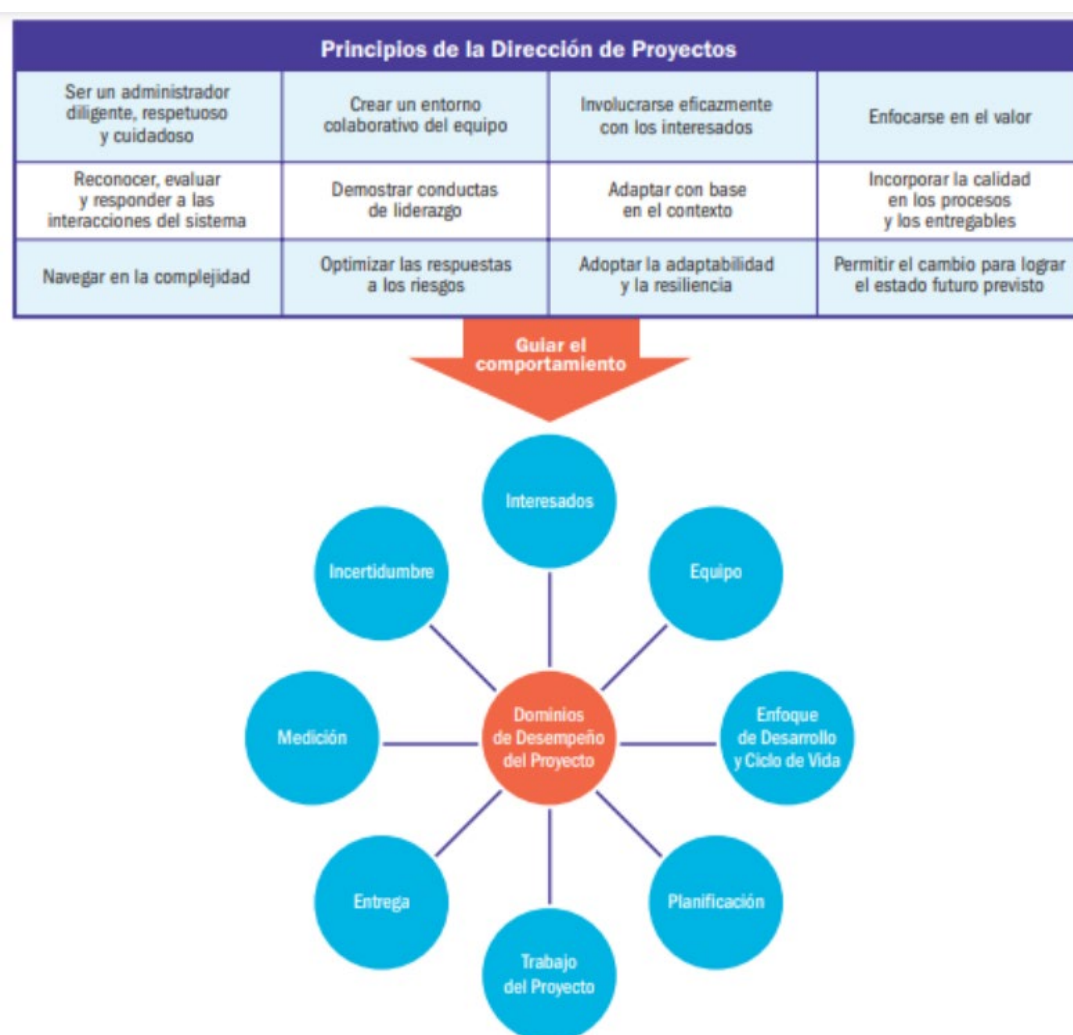 Principios de la Dirección de Proyectos
Ser un administrador
diligente, respetuoso
y cuidadoso
Crear un entorno
colaborativo del equipo
Involucrarse eficazmente
con los interesados
Enfocarse en el valor
Reconocer, evaluar
y responder a las
interacciones del sistema
Demostrar conductas
de liderazgo
Adaptar con base
en el contexto
Incorporar la calidad
en los procesos
y los entregables
Navegar en la complejidad
Optimizar las respuestas
a los riesgos
Adoptar la adaptabilidad
y la resiliencia
Permitir el cambio para lograr
el estado futuro previsto
Guiar el
comportamiento
Interesados
Incertidumbre
Equipo
Medición
Dominios
de Desempeño
del Proyecto
Enfoque
de Desarrollo
y Ciclo de Vida
Entrega
Planificación
Trabajo
del Proyecto